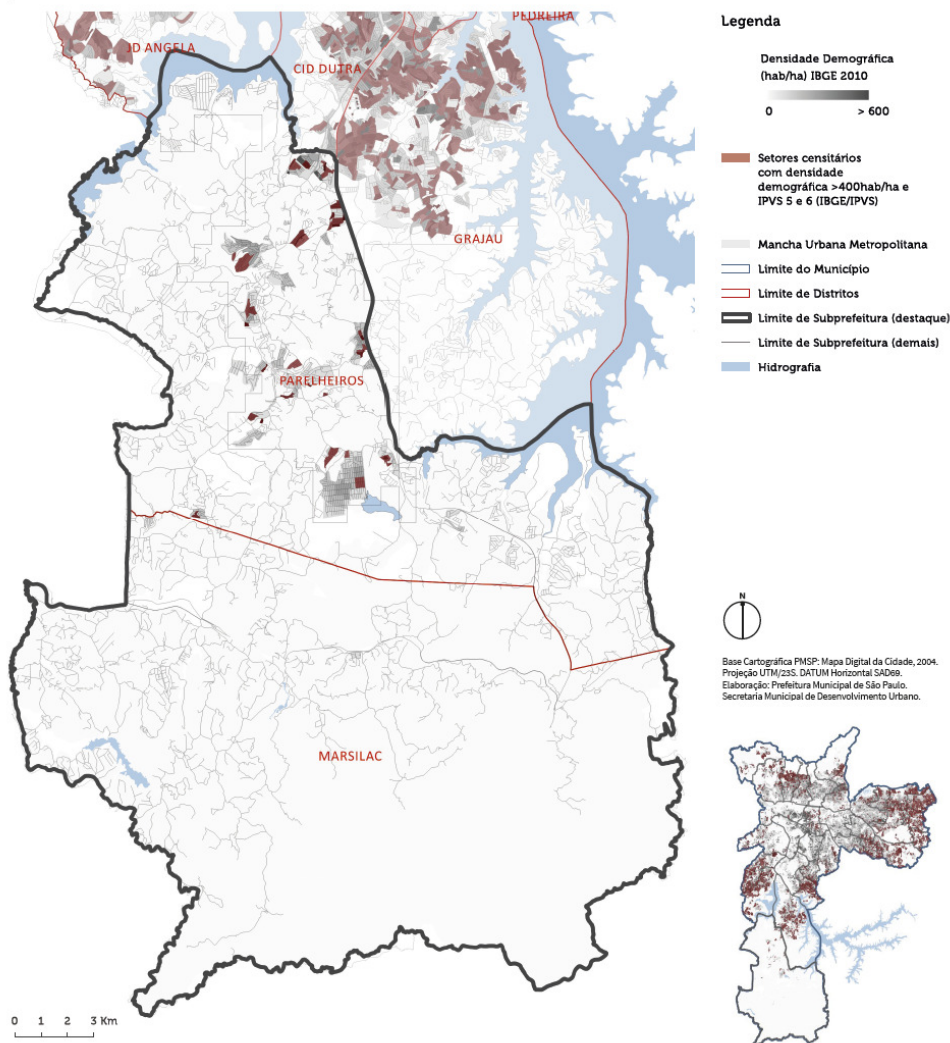 PEDREIRA
JD ANGELA
CID DUTRA
GRAJAU
PARELHEIROS
MARSILAC
0 1 2 3 Km
Legenda
Densidade Demográfica
(hab/ha) IBGE 2010
0 > 600
Setores censitários
com densidade
demográfica >400hab/ha e
IPVS 5 e 6 (IBGE/IPVS)
Mancha Urbana Metropolitana
Limite do Município
Limite de Distritos
Limite de Subprefeitura (destaque)
Limite de Subprefeitura (demais)
Hidrografia
N
Base Cartográfica PMSP: Mapa Digital da Cidade, 2004.
Projeção UTM/23S. DATUM Horizontal SAD69.
Elaboração: Prefeitura Municipal de São Paulo.
Secretaria Municipal de Desenvolvimento Urbano.